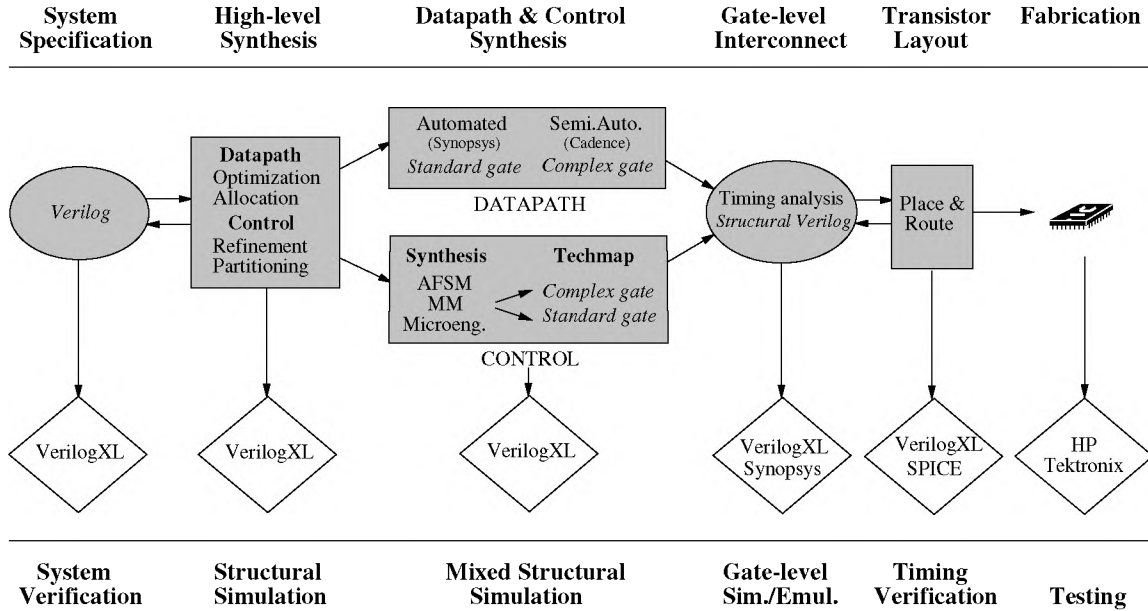 System
Specification
High-level
Synthesis
Datapath & Control
Synthesis
Gate-level
Interconnect
Transistor
Layout
Fabrication
Verilog
Datapath
Optimization
Allocation
Control
Refinement
Partitioning
Automated
(Synopsys)
Standard gate
Semi.Auto.
(Cadence)
Complex gate
DATAPATH
Synthesis
AFSM
MM
Microeng.
Techmap
Complex gate
Standard gate
CONTROL
Timing analysis
Structural Verilog
Place &
Route
IC
VerilogXL
VerilogXL
VerilogXL
VerilogXL
Synopsys
VerilogXL
SPICE
HP
Tektronix
System
Verification
Structural
Simulation
Mixed Structural
Simulation
Gate-level
Sim./Emul.
Timing
Verification
Testing